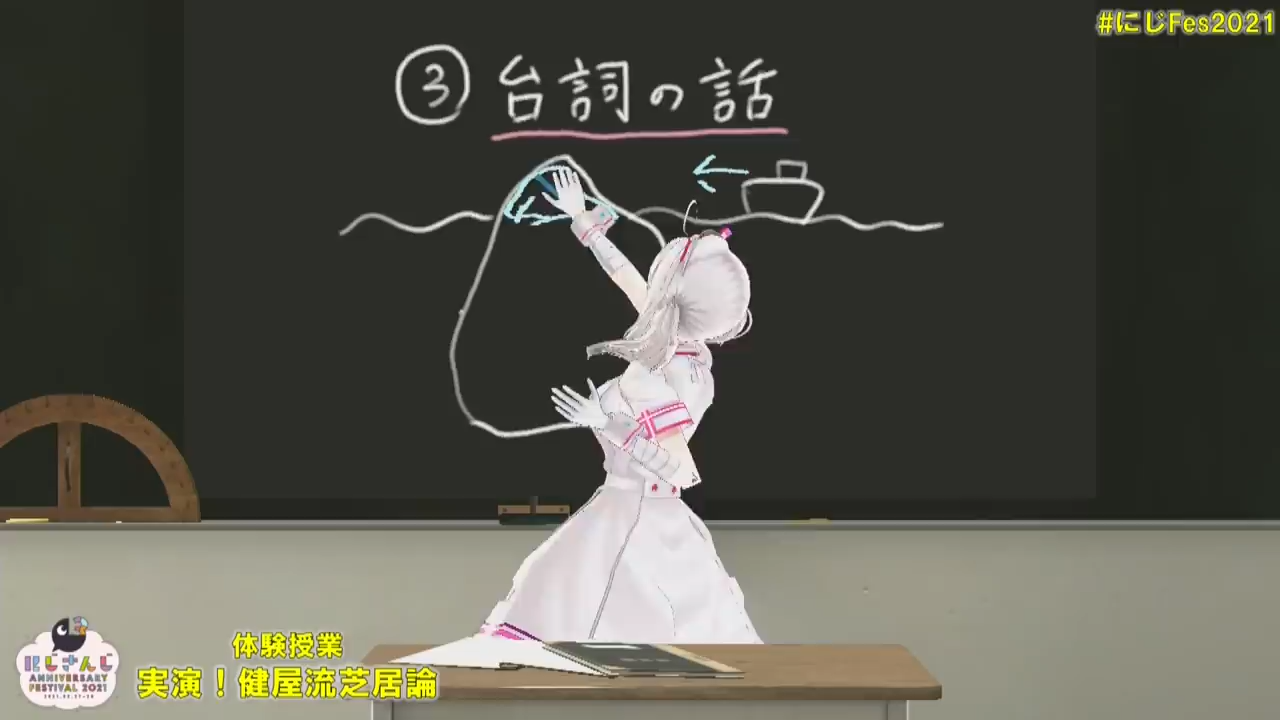 #にじFes2021
③ 台詞の話
体験授業
実演！健屋流芝居論
にじさんじ
ANNIVERSARY
FESTIVAL 2021